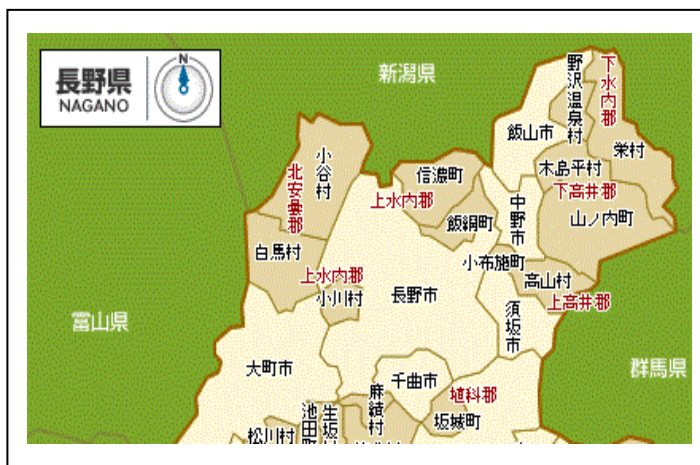 長野県
NAGANO
N
新潟県
野沢温泉村
下水内郡
飯山市
栄村
小谷村
北安曇郡
信濃町
木島平村
上水内郡
下高井郡
中野市
山ノ内町
飯綱町
白馬村
小布施町
上水内郡
高山村
小川村
長野市
上高井郡
須坂市
富山県
群馬県
大町市
千曲市
埴科郡
麻績村
坂城町
池田町
生坂
松川村